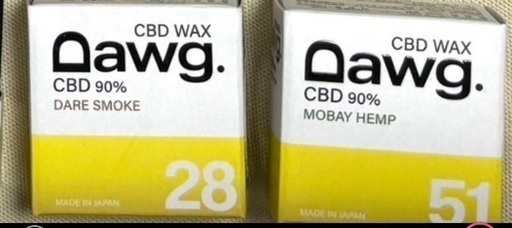 CBD WAX
Dawg.
CBD 90%
DARE SMOKE
28
MADE IN JAPAN
CBD WAX
Dawg.
CBD 90%
MOBAY HEMP
51
MADE IN JAPAN